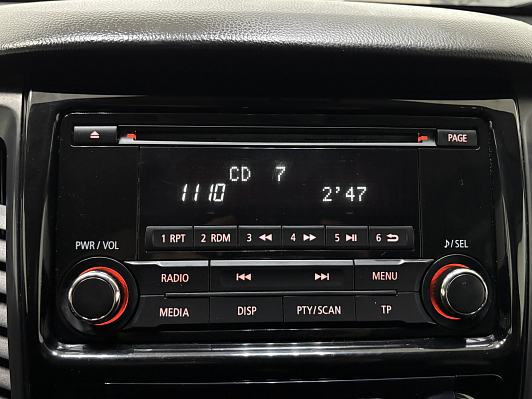 PAGE
CD 7
1110 2'47
1 RPT 2 RDM 3 4 5 6
PWR / VOL ♪/SEL
RADIO MENU
MEDIA DISP PTY/SCAN TP